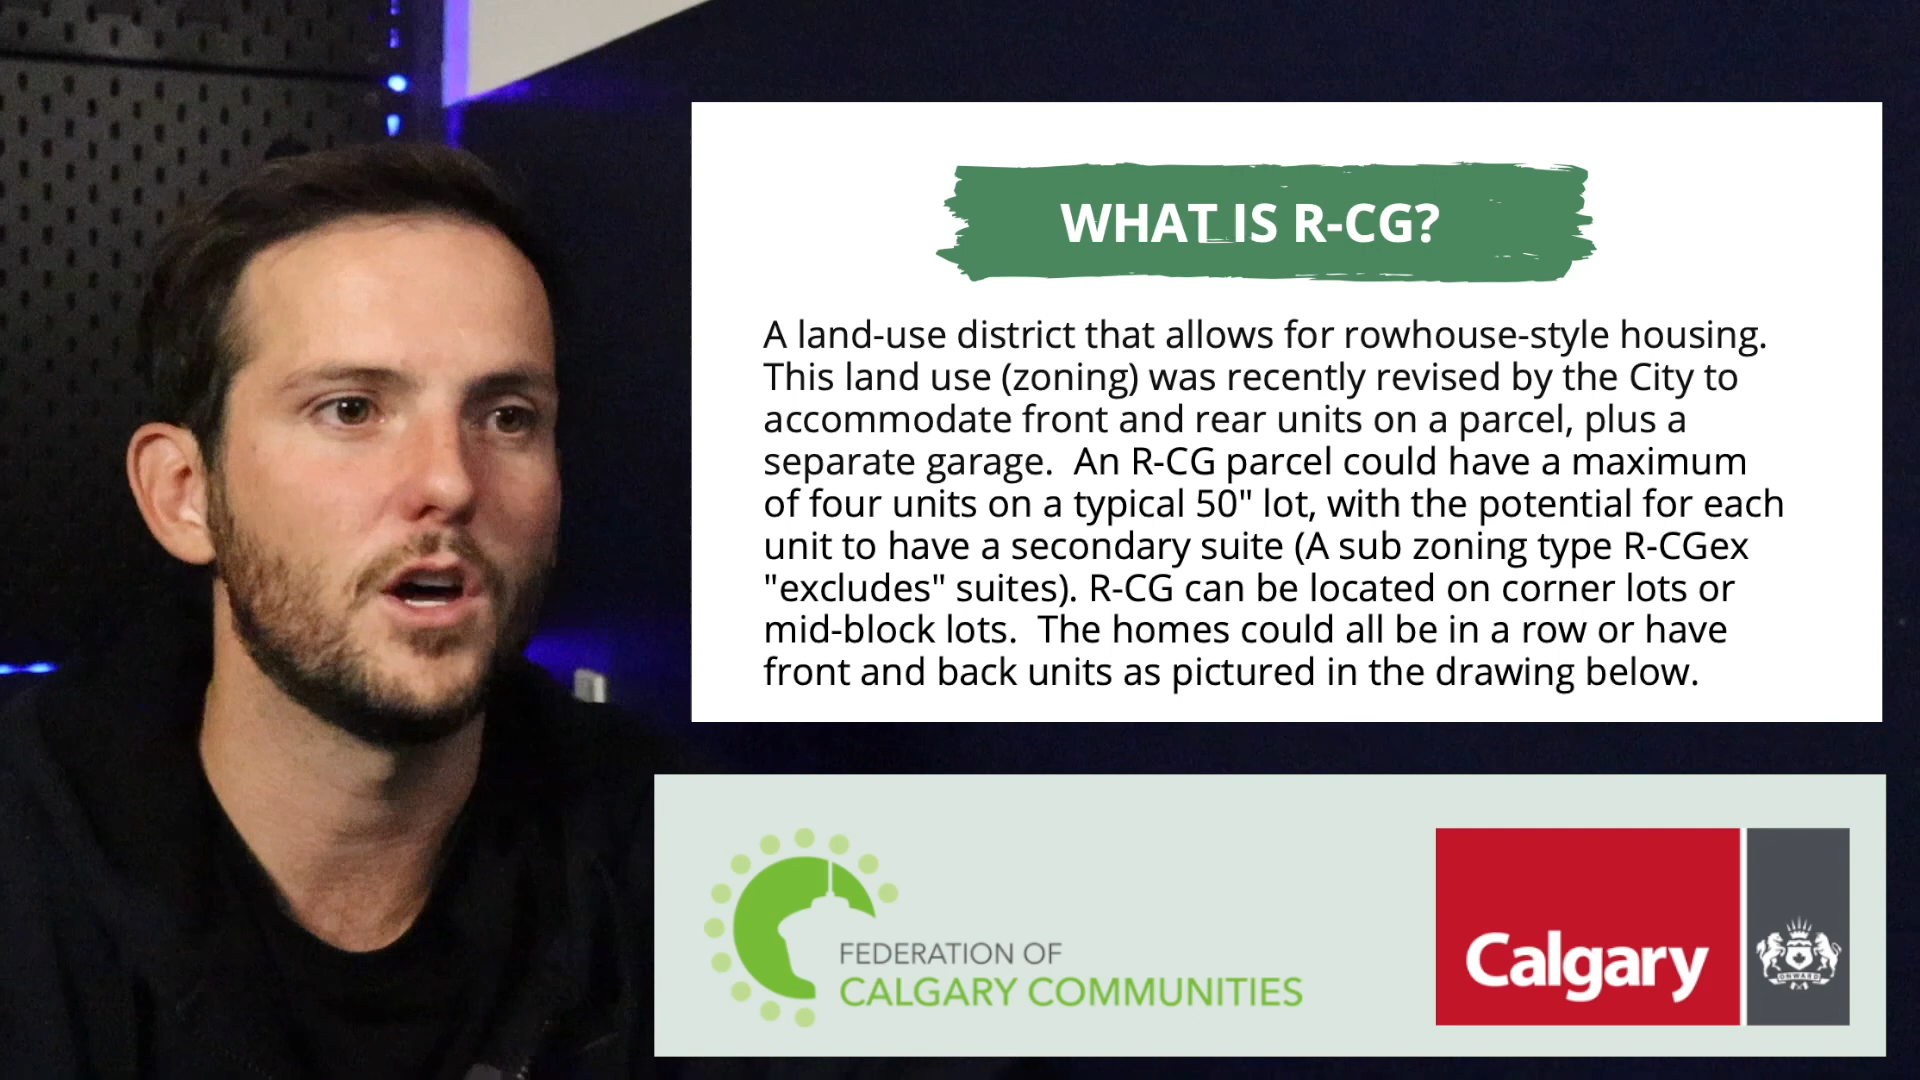 WHAT IS R-CG?
A land-use district that allows for rowhouse-style housing.
This land use (zoning) was recently revised by the City to
accommodate front and rear units on a parcel, plus a
separate garage.  An R-CG parcel could have a maximum
of four units on a typical 50" lot, with the potential for each
unit to have a secondary suite (A sub zoning type R-CGex
"excludes" suites). R-CG can be located on corner lots or
mid-block lots.  The homes could all be in a row or have
front and back units as pictured in the drawing below.
FEDERATION OF
CALGARY COMMUNITIES
Calgary
ONWARD